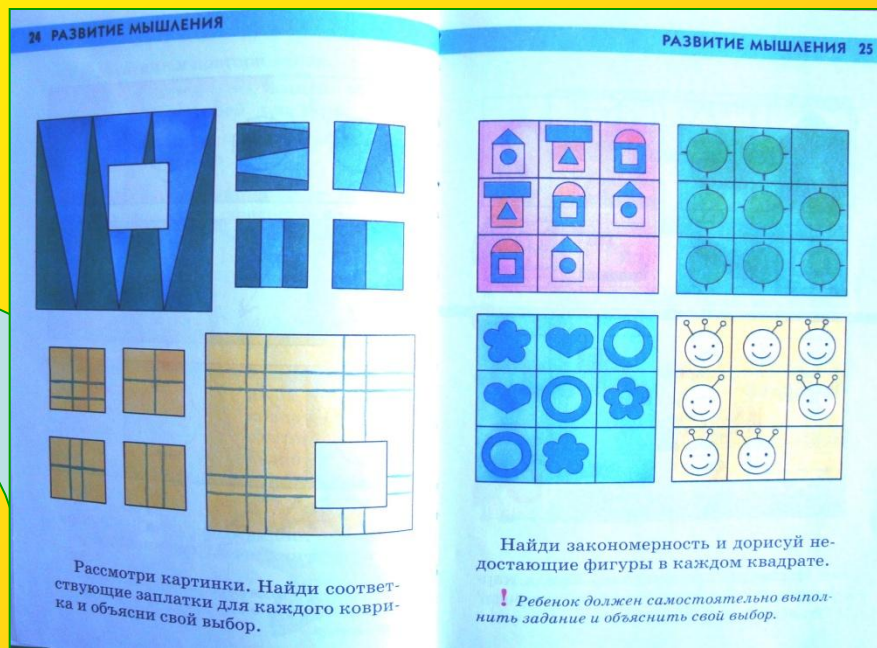 24 РАЗВИТИЕ МЫШЛЕНИЯ
Рассмотри картинки. Найди соответ-
ствующие заплатки для каждого коври-
ка и объясни свой выбор.
РАЗВИТИЕ МЫШЛЕНИЯ 25
Найди закономерность и дорисуй не-
достающие фигуры в каждом квадрате.
! Ребенок должен самостоятельно выпол-
нить задание и объяснить свой выбор.